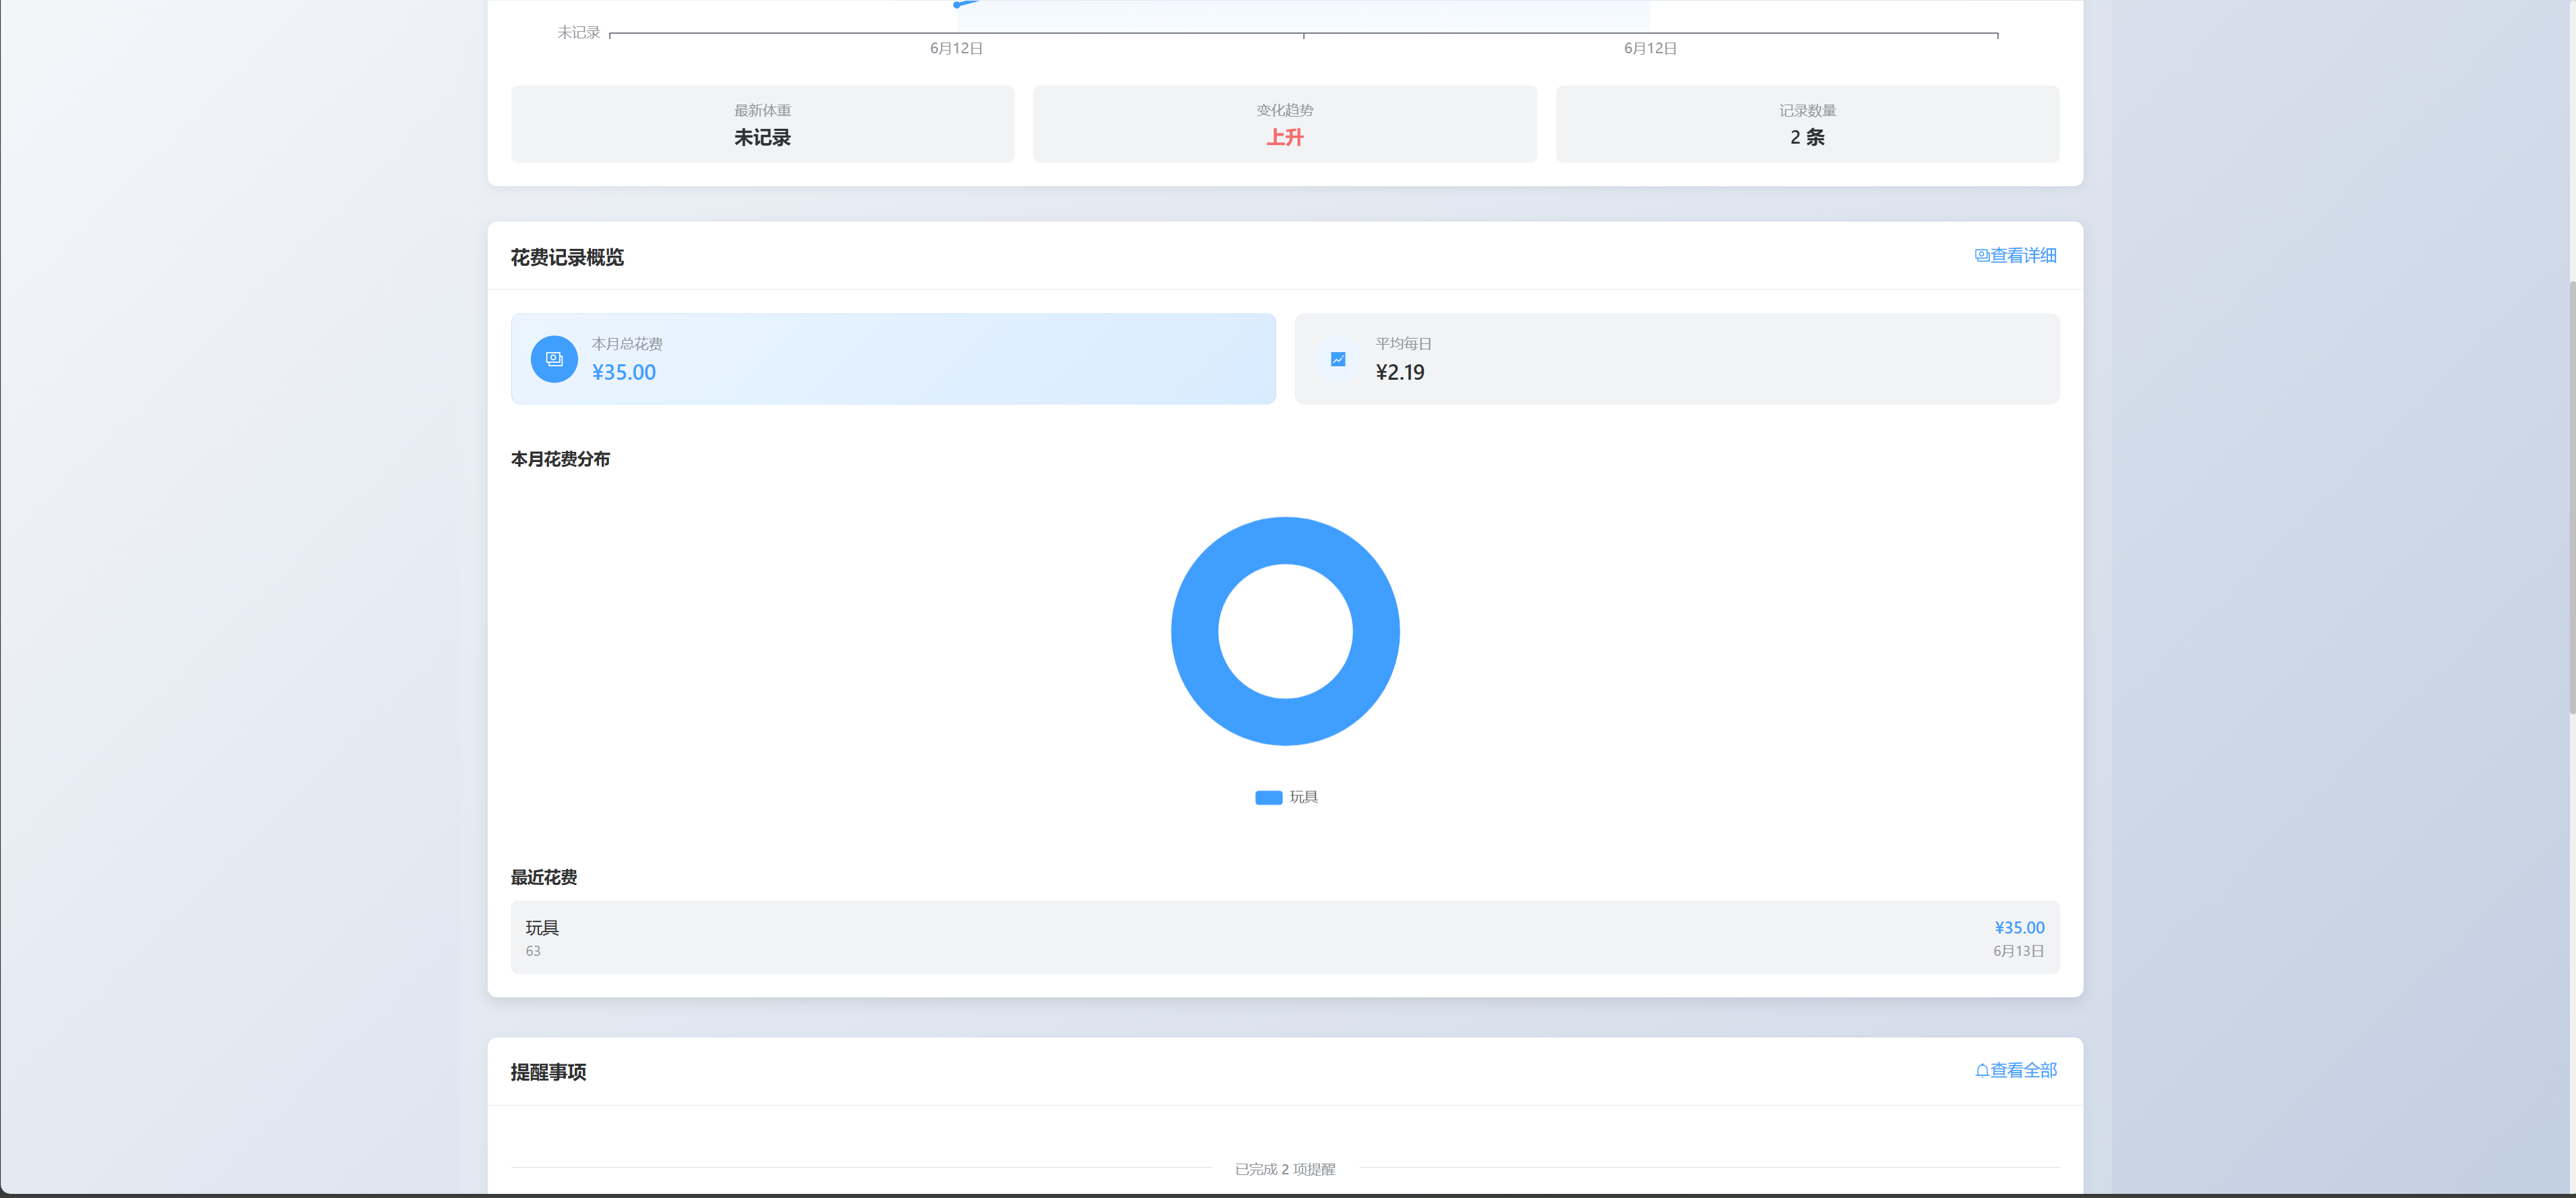 未记录
6月12日 6月12日
最新体重
未记录
变化趋势
上升
记录数量
2 条
花费记录概览
查看详细
本月总花费
¥35.00
平均每日
¥2.19
本月花费分布
玩具
最近花费
玩具
63
¥35.00
6月13日
提醒事项
查看全部
已完成 2 项提醒